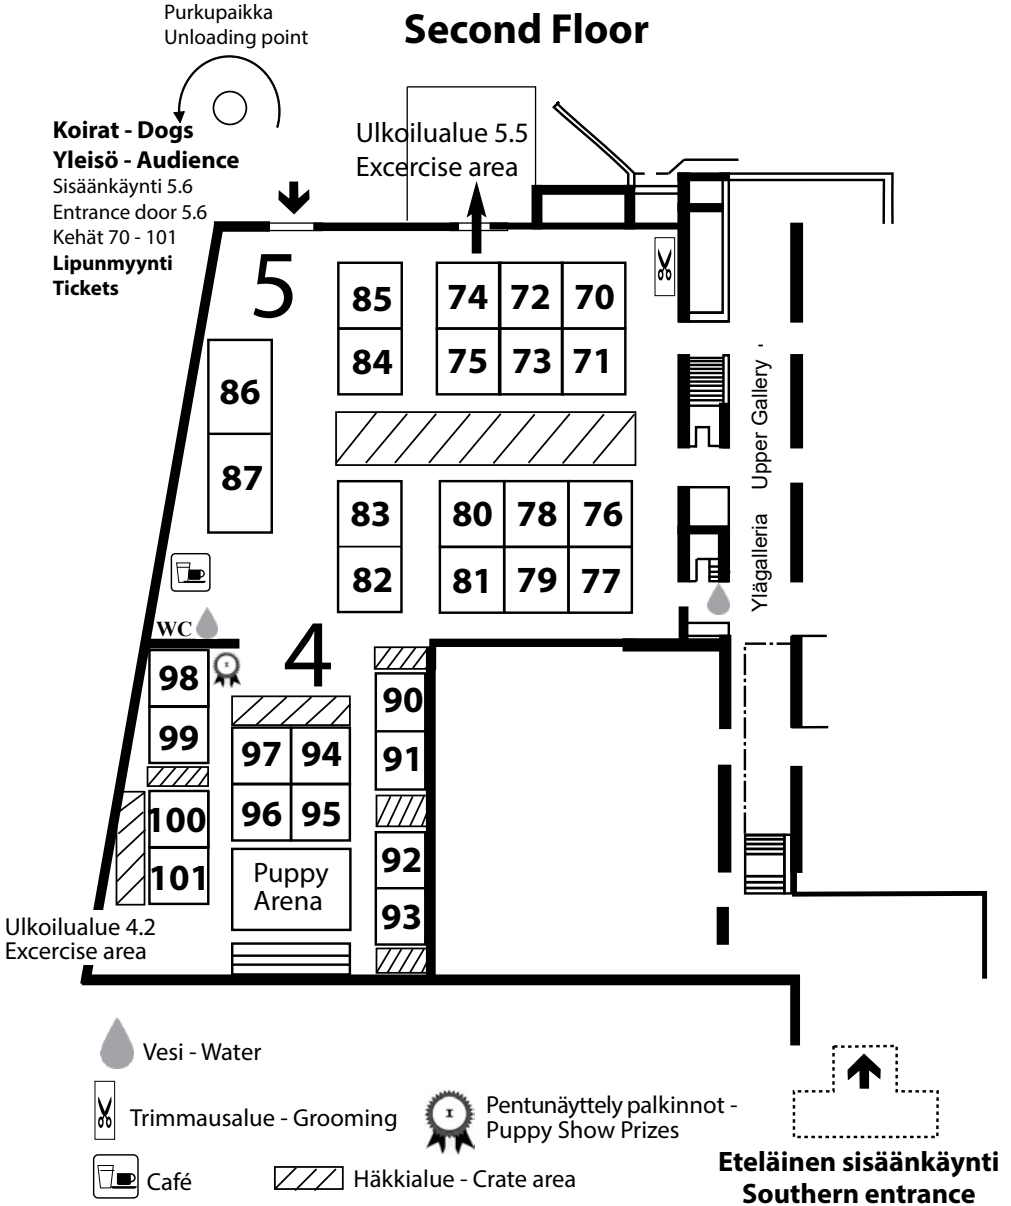 Purkupaikka
Unloading point
Second Floor
Koirat - Dogs
Yleisö - Audience
Sisäänkäynti 5.6
Entrance door 5.6
Kehät 70 - 101
Lipunmyynti
Tickets
Ulkoilualue 5.5
Excercise area
5
85
74 72 70
84
75 73 71
86
87
83
80 78 76
82
81 79 77
Ylägalleria Upper Gallery
WC
4
98
99
90
91
97 94
96 95
100
101
92
93
Puppy
Arena
Ulkoilualue 4.2
Excercise area
Vesi - Water
Trimmausalue - Grooming
I
Pentunäyttely palkinnot -
Puppy Show Prizes
Café
Häkkialue - Crate area
Eteläinen sisäänkäynti
Southern entrance